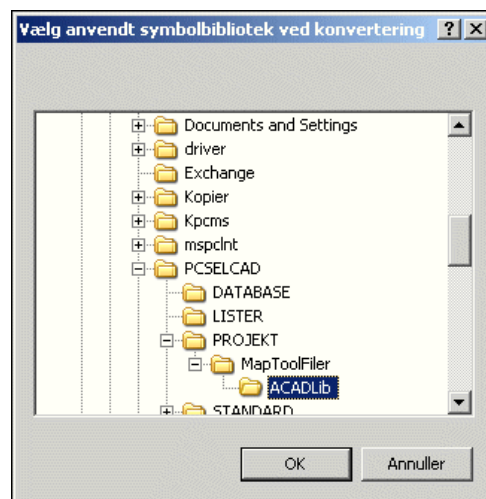 Vælg anvendt symbolbibliotek ved konvertering
Documents and Settings
driver
Exchange
Kopier
Kpcms
mspclnt
PCSELCAD
DATABASE
LISTER
PROJEKT
MapToolFiler
ACADLib
STANDARD
OK Annuller